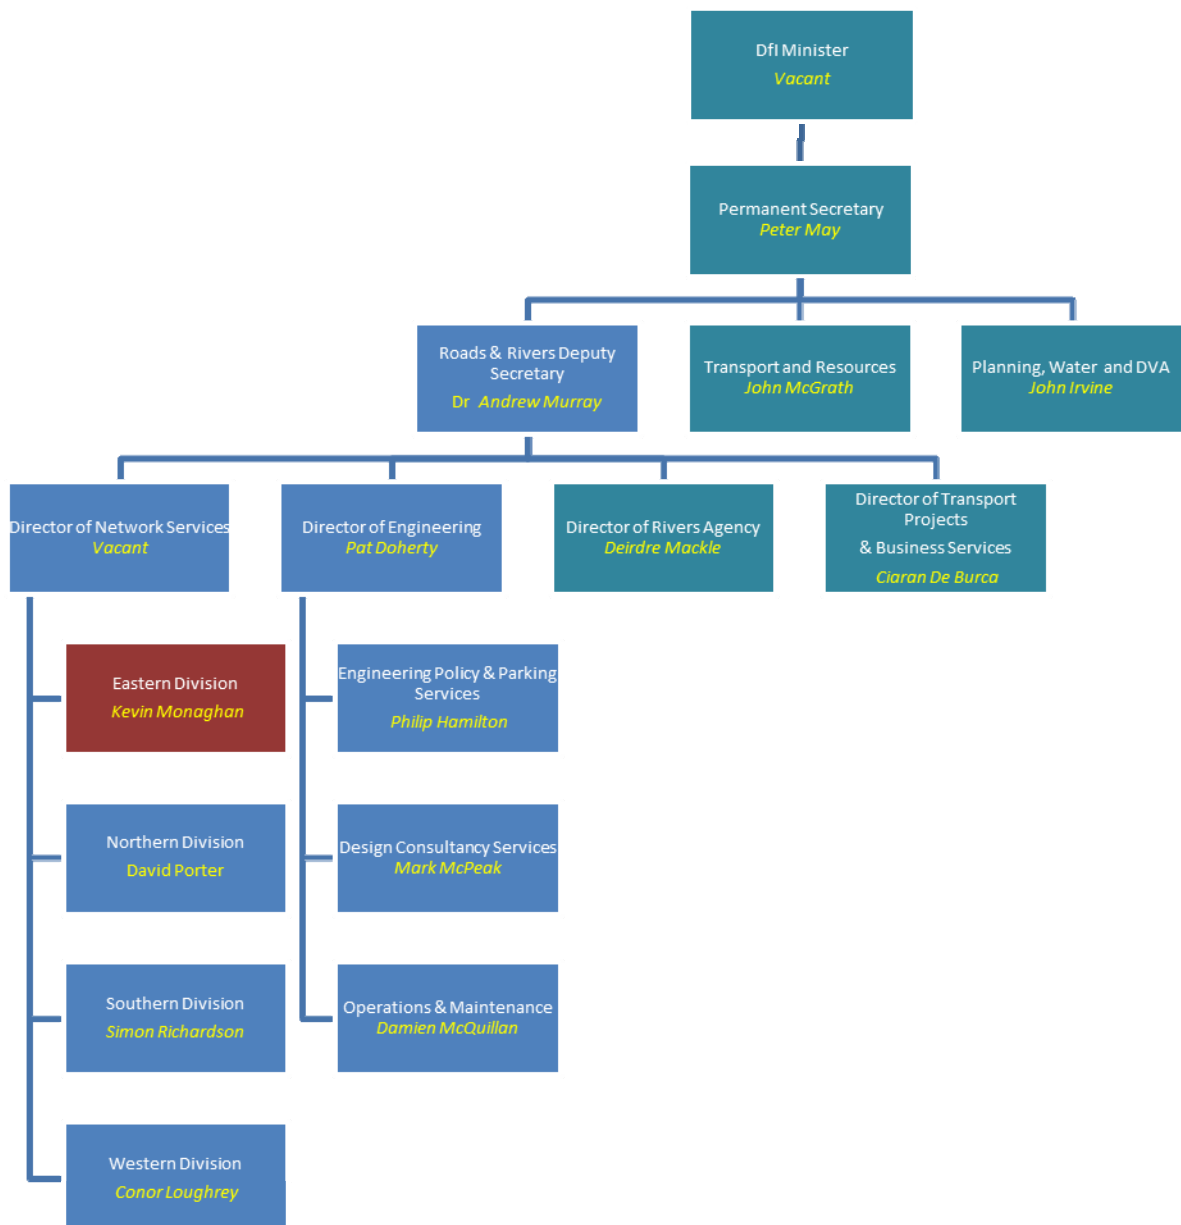 DfI Minister
Vacant
Permanent Secretary
Peter May
Roads & Rivers Deputy
Secretary
Dr Andrew Murray
Transport and Resources
John McGrath
Planning, Water and DVA
John Irvine
Director of Network Services
Vacant
Director of Engineering
Pat Doherty
Director of Rivers Agency
Deirdre Mackle
Director of Transport
Projects
& Business Services
Ciaran De Burca
Eastern Division
Kevin Monaghan
Engineering Policy & Parking
Services
Philip Hamilton
Northern Division
David Porter
Design Consultancy Services
Mark McPeak
Southern Division
Simon Richardson
Operations & Maintenance
Damien McQuillan
Western Division
Conor Loughrey